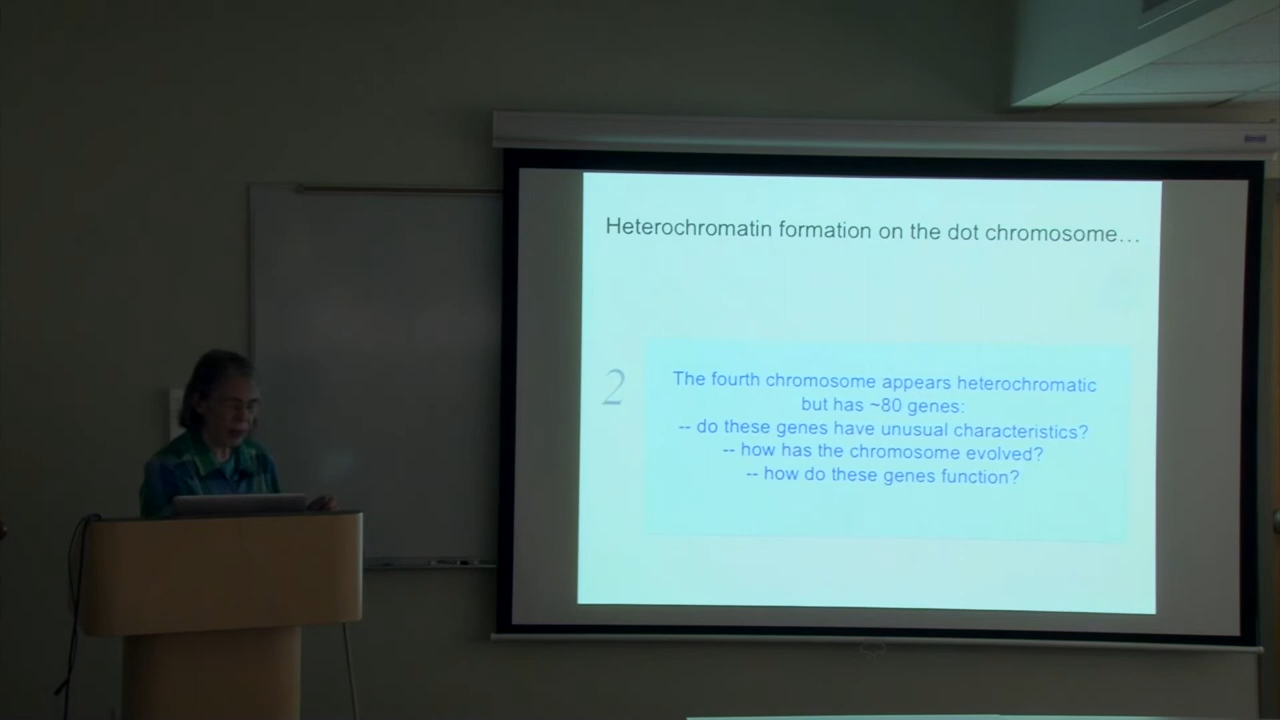 Heterochromatin formation on the dot chromosome…
2
The fourth chromosome appears heterochromatic
but has ~80 genes:
-- do these genes have unusual characteristics?
-- how has the chromosome evolved?
-- how do these genes function?